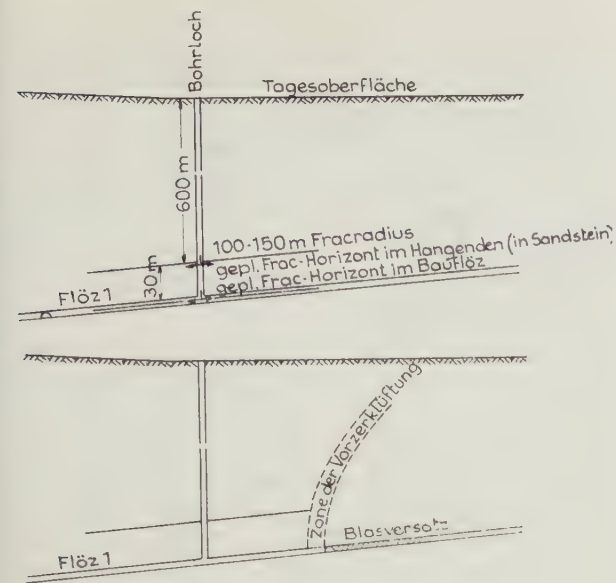 Bohrloch
Tagesoberfläche
600 m
100-150 m Fracradius
gepl. Frac-Horizont im Hangenden (in Sandstein)
gepl. Frac-Horizont im Bauflöz
30 m
Flöz 1
Zone der Vorzerklüftung
Blasversatz
Flöz 1